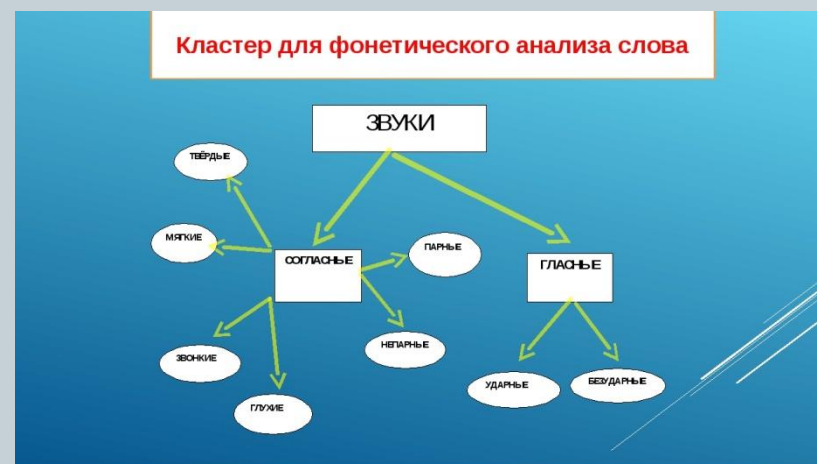 Кластер для фонетического анализа слова
ЗВУКИ
ТВЁРДЫЕ
МЯГКИЕ
СОГЛАСНЫЕ
ПАРНЫЕ
ГЛАСНЫЕ
ЗВОНКИЕ
НЕПАРНЫЕ
ГЛУХИЕ
УДАРНЫЕ
БЕЗУДАРНЫЕ